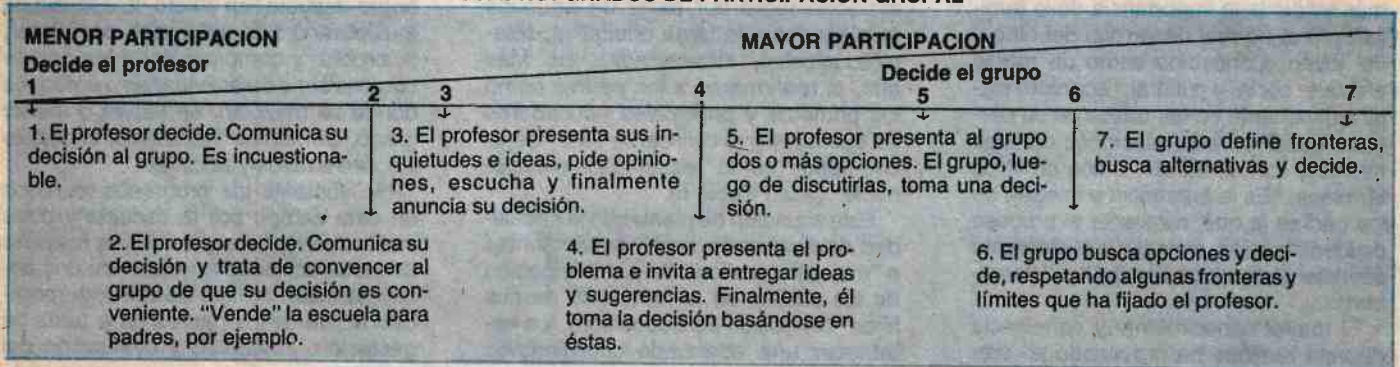 GRADOS DE PARTICIPACION GRUPAL
MENOR PARTICIPACION
MAYOR PARTICIPACION
Decide el profesor
Decide el grupo
1
2
3
4
5
6
7
1. El profesor decide. Comunica su
decisión al grupo. Es incuestiona-
ble.
2. El profesor decide. Comunica su
decisión y trata de convencer al
grupo de que su decisión es con-
veniente. "Vende" la escuela para
padres, por ejemplo.
3. El profesor presenta sus in-
quietudes e ideas, pide opinio-
nes, escucha y finalmente
anuncia su decisión.
4. El profesor presenta el pro-
blema e invita a entregar ideas
y sugerencias. Finalmente, él
toma la decisión basándose en
éstas.
5. El profesor presenta al grupo
dos o más opciones. El grupo, lue-
go de discutirlas, toma una deci-
sión.
6. El grupo busca opciones y deci-
de, respetando algunas fronteras y
límites que ha fijado el profesor.
7. El grupo define fronteras,
busca alternativas y decide.